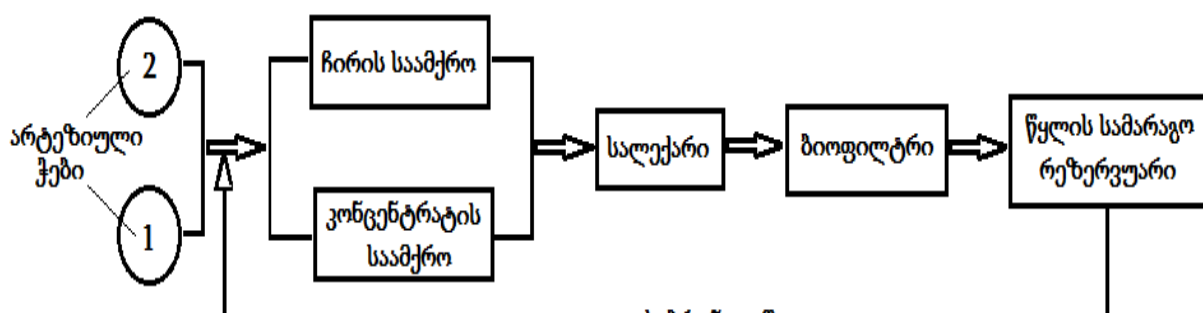 2
არტეზიული
ჭები
1
ჩირის საამქრო
კონცენტრატის
საამქრო
სალექარი
ბიოფილტრი
წყლის სამარაგო
რეზერვუარი